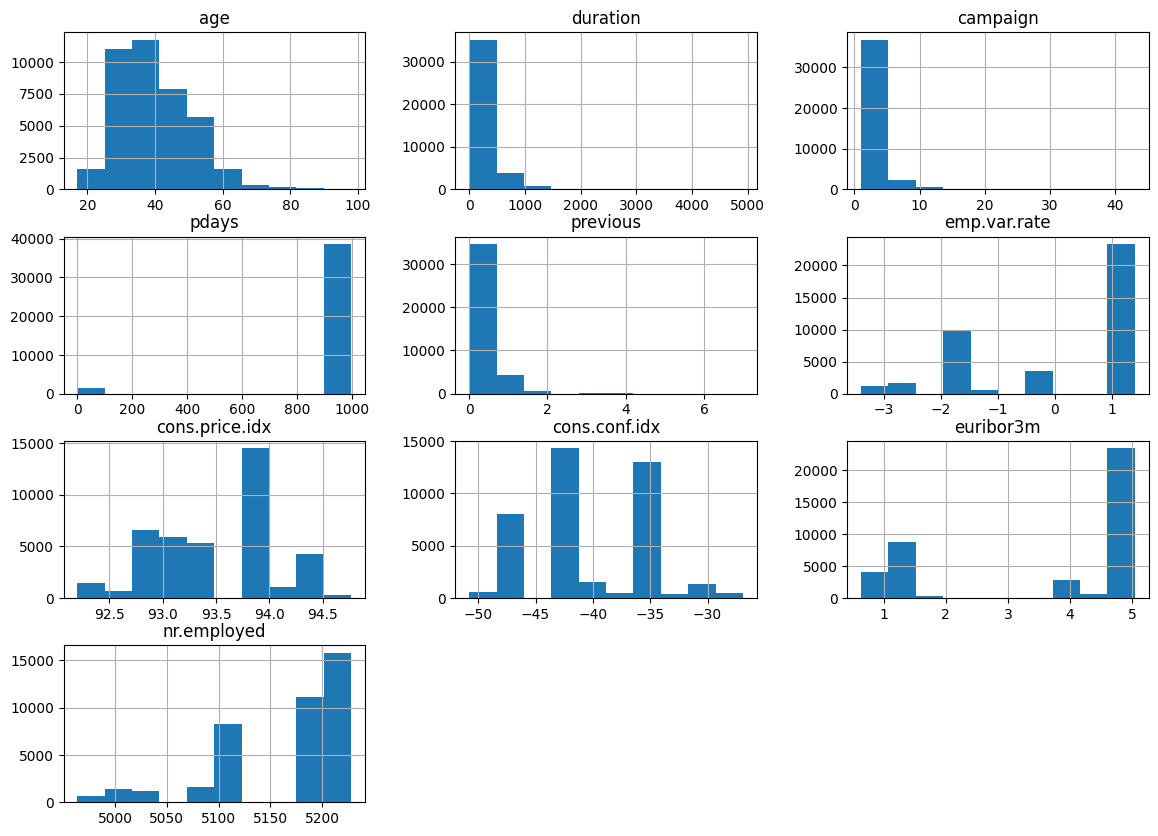 age
12500
10000
7500
5000
2500
0
20 40 60 80 100
duration
30000
20000
10000
0
0 1000 2000 3000 4000 5000
campaign
30000
20000
10000
0
0 10 20 30 40
pdays
40000
30000
20000
10000
0
0 200 400 600 800 1000
previous
30000
20000
10000
0
0 2 4 6
emp.var.rate
20000
15000
10000
5000
0
−3 −2 −1 0 1
cons.price.idx
15000
10000
5000
0
92.5 93.0 93.5 94.0 94.5
cons.conf.idx
15000
10000
5000
0
−50 −45 −40 −35 −30
euribor3m
20000
15000
10000
5000
0
1 2 3 4 5
nr.employed
15000
10000
5000
0
5000 5050 5100 5150 5200